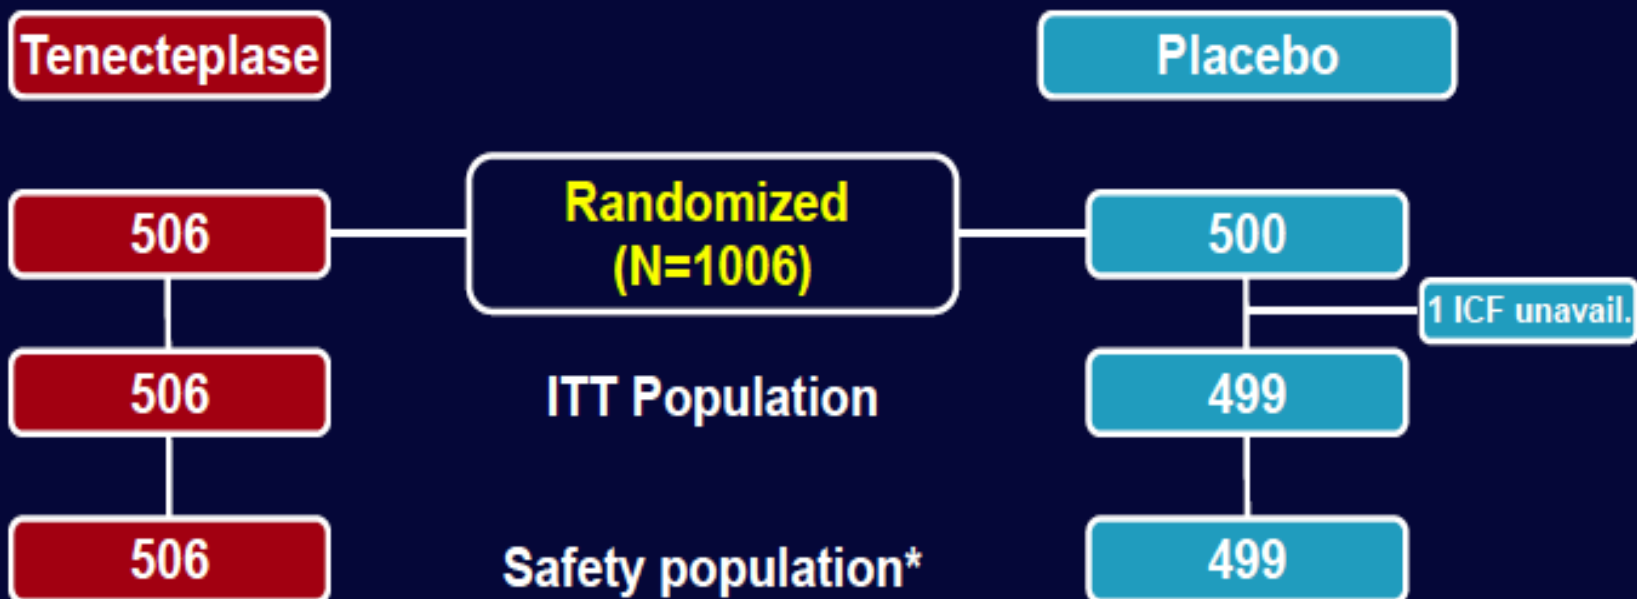 Tenecteplase
Placebo
506
Randomized
(N=1006)
500
1 ICF unavail.
506
ITT Population
499
506
Safety population*
499